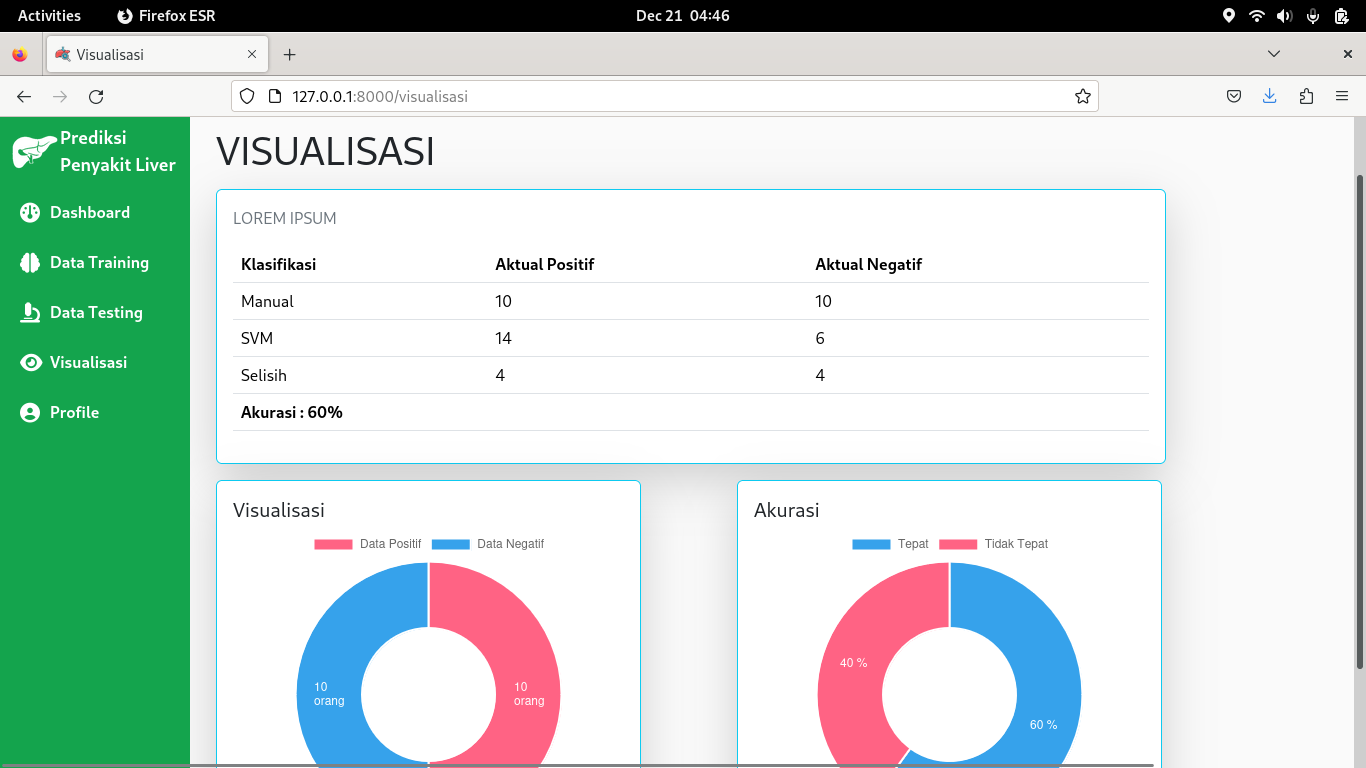 Activities Firefox ESR Dec 21 04:46
Visualisasi
127.0.0.1:8000/visualisasi
Prediksi
Penyakit Liver
Dashboard
Data Training
Data Testing
Visualisasi
Profile
VISUALISASI
LOREM IPSUM
Klasifikasi Aktual Positif Aktual Negatif
Manual 10 10
SVM 14 6
Selisih 4 4
Akurasi : 60%
Visualisasi
Data Positif Data Negatif
10
orang
10
orang
Akurasi
Tepat Tidak Tepat
40 %
60 %